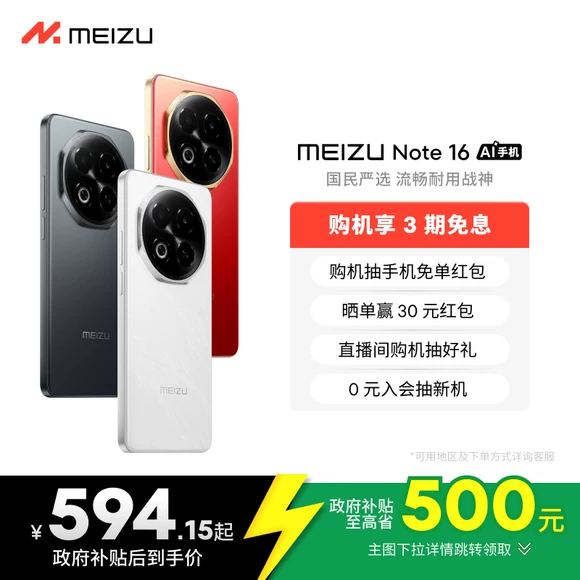 MEIZU
MEIZU Note 16 AI手机
国民严选 流畅耐用战神
购机享 3 期免息
购机抽手机免单红包
晒单赢 30 元红包
直播间购机抽好礼
0 元入会抽新机
*可用地区及下单方式详询客服
MEIZU
MEIZU
¥ 594.15起
政府补贴后到手价
政府补贴
至高省 500元
主图下拉详情跳转领取